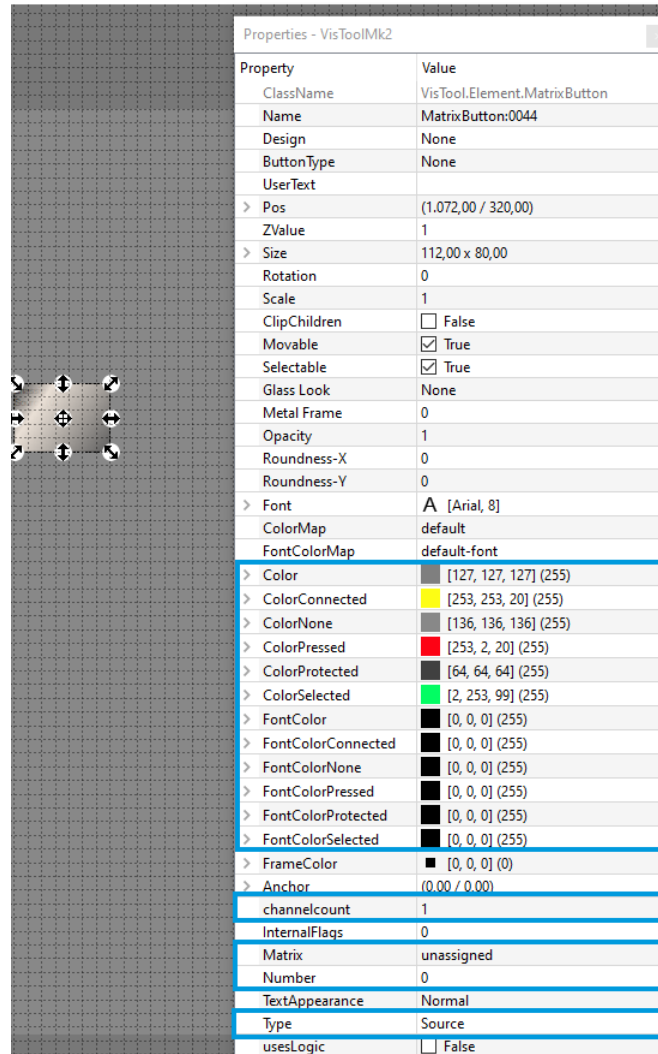 Properties - VisToolMk2
Property Value
ClassName VisTool.Element.MatrixButton
Name MatrixButton:0044
Design None
ButtonType None
UserText
Pos (1.072,00 / 320,00)
ZValue 1
Size 112,00 x 80,00
Rotation 0
Scale 1
ClipChildren False
Movable True
Selectable True
Glass Look None
Metal Frame 0
Opacity 1
Roundness-X 0
Roundness-Y 0
Font A [Arial, 8]
ColorMap default
FontColorMap default-font
Color [127, 127, 127] (255)
ColorConnected [253, 253, 20] (255)
ColorNone [136, 136, 136] (255)
ColorPressed [253, 2, 20] (255)
ColorProtected [64, 64, 64] (255)
ColorSelected [2, 253, 99] (255)
FontColor [0, 0, 0] (255)
FontColorConnected [0, 0, 0] (255)
FontColorNone [0, 0, 0] (255)
FontColorPressed [0, 0, 0] (255)
FontColorProtected [0, 0, 0] (255)
FontColorSelected [0, 0, 0] (255)
FrameColor [0, 0, 0] (0)
Anchor (0,00 / 0,00)
channelcount 1
InternalFlags 0
Matrix unassigned
Number 0
TextAppearance Normal
Type Source
usesLogic False